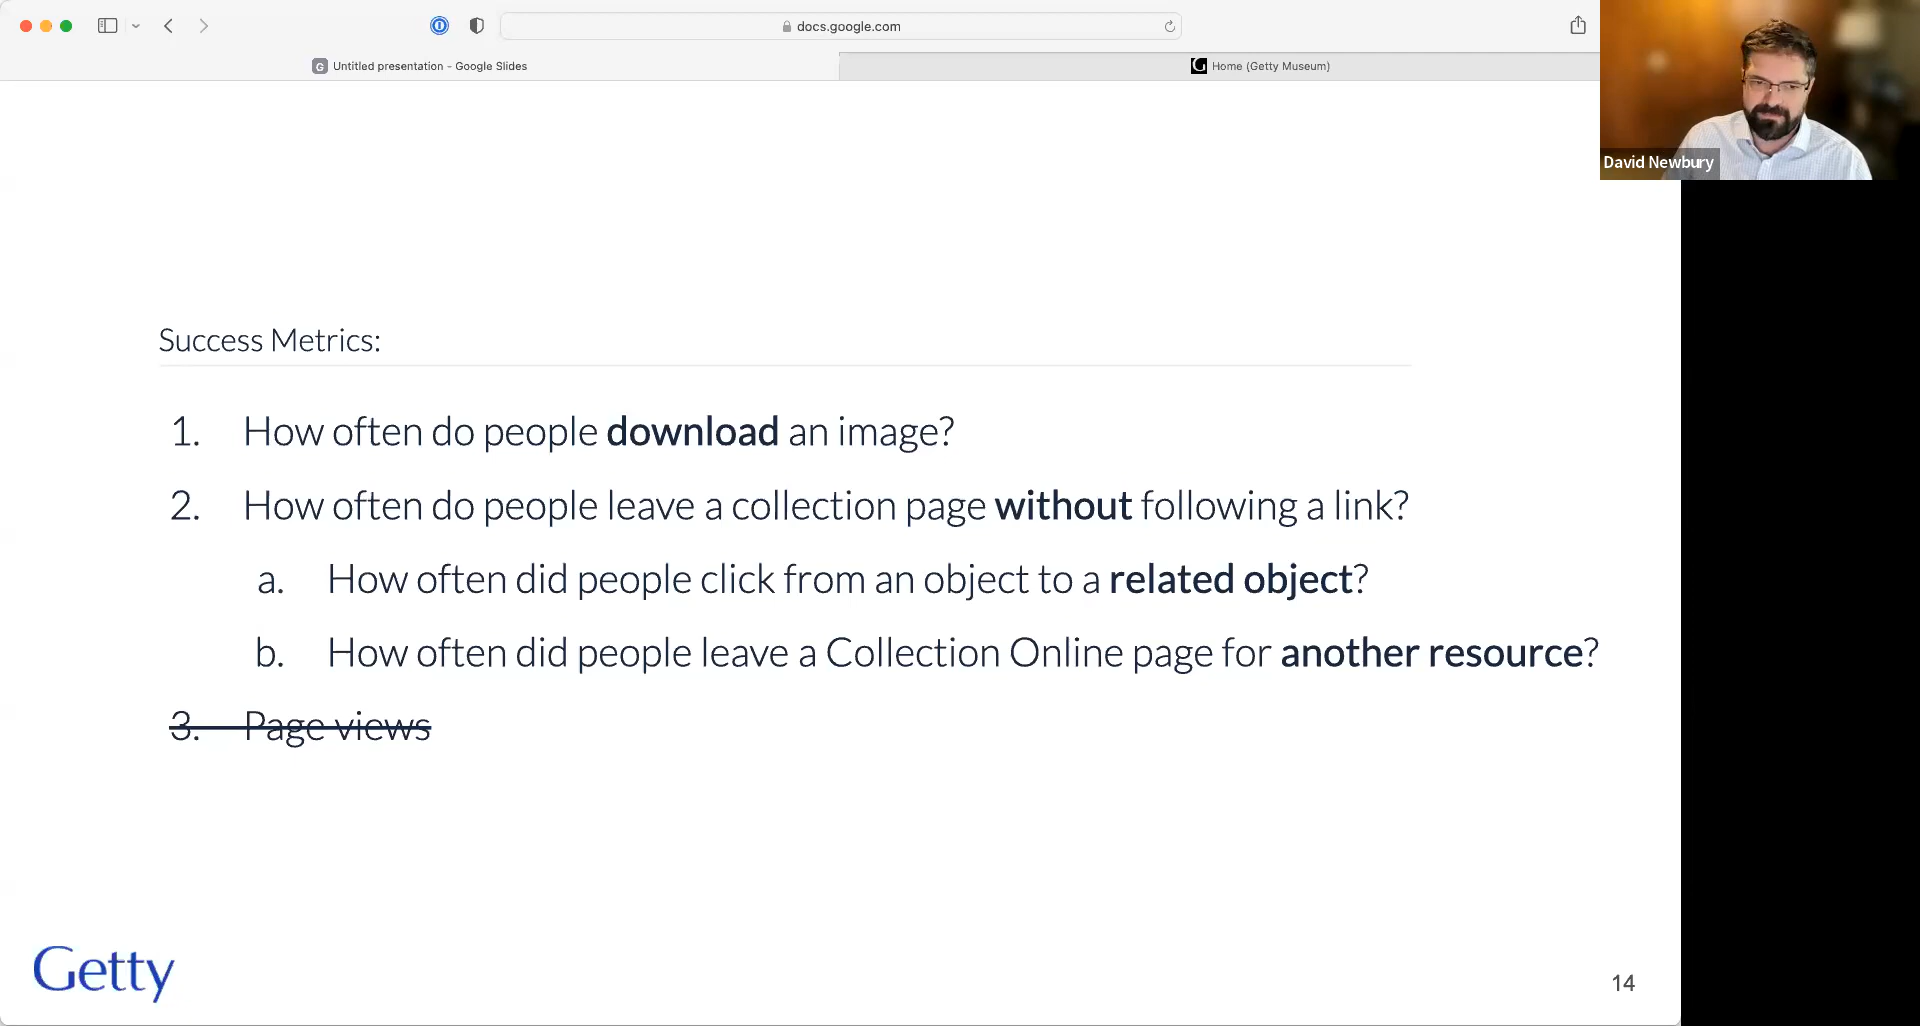 docs.google.com
G Untitled presentation – Google Slides
G Home (Getty Museum)
David Newbury
Success Metrics:
1. How often do people download an image?
2. How often do people leave a collection page without following a link?
a. How often did people click from an object to a related object?
b. How often did people leave a Collection Online page for another resource?
3. Page views
Getty
14